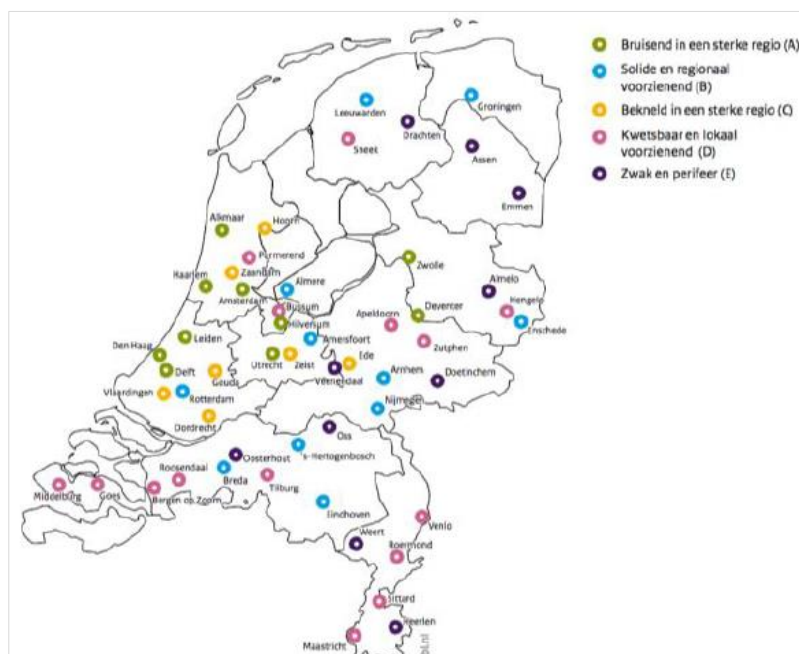 Bruisend in een sterke regio (A)
Solide en regionaal
voorzienend (B)
Bekneld in een sterke regio (C)
Kwetsbaar en lokaal
voorzienend (D)
Zwak en perifeer (E)
Leeuwarden
Groningen
Drachten
Sneek
Assen
Emmen
Alkmaar
Hoorn
Purmerend
Zwolle
Haarlem
Zaandam
Almere
Almelo
Amsterdam
Bussum
Hengelo
Apeldoorn
Deventer
Enschede
Hilversum
Leiden
Amersfoort
Den Haag
Zutphen
Utrecht
Zeist
Ede
Delft
Gouda
Veenendaal
Arnhem
Doetinchem
Vlaardingen
Rotterdam
Nijmegen
Dordrecht
Oss
Oosterhost
's-Hertogenbosch
Roosendaal
Breda
Tilburg
Middelburg
Goes
Bergen op Zoom
Eindhoven
Venlo
Weert
Roermond
Sittard
Heerlen
Maastricht
pbl.nl